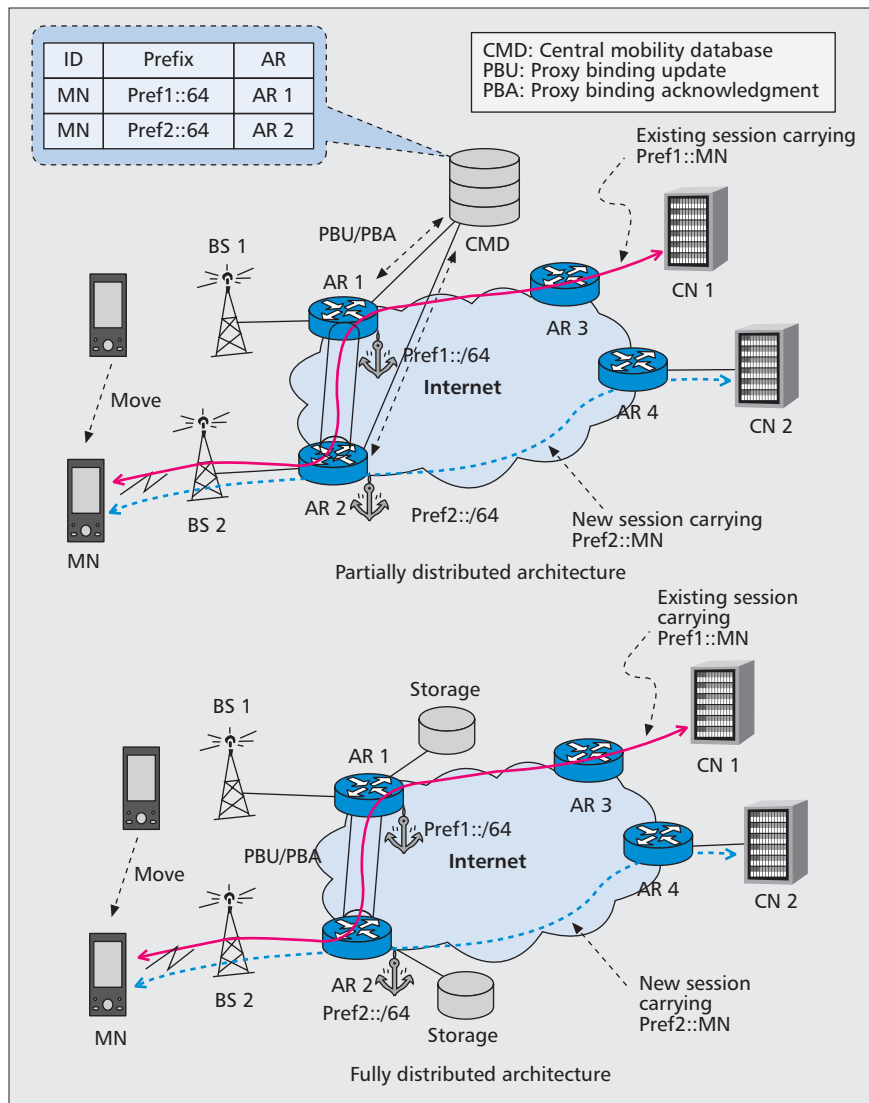 ID Prefix AR
MN Pref1::64 AR 1
MN Pref2::64 AR 2
CMD: Central mobility database
PBU: Proxy binding update
PBA: Proxy binding acknowledgment
Existing session carrying
Pref1::MN
BS 1
PBU/PBA
CMD
AR 1
AR 3
CN 1
Pref1::/64
Internet
Move
AR 4
CN 2
BS 2
AR 2
Pref2::/64
MN
New session carrying
Pref2::MN
Partially distributed architecture
Existing session
carrying
Pref1::MN
Storage
BS 1
AR 1
AR 3
CN 1
Pref1::/64
PBU/PBA
Internet
Move
AR 4
CN 2
BS 2
AR 2
Pref2::/64
MN
Storage
New session
carrying
Pref2::MN
Fully distributed architecture